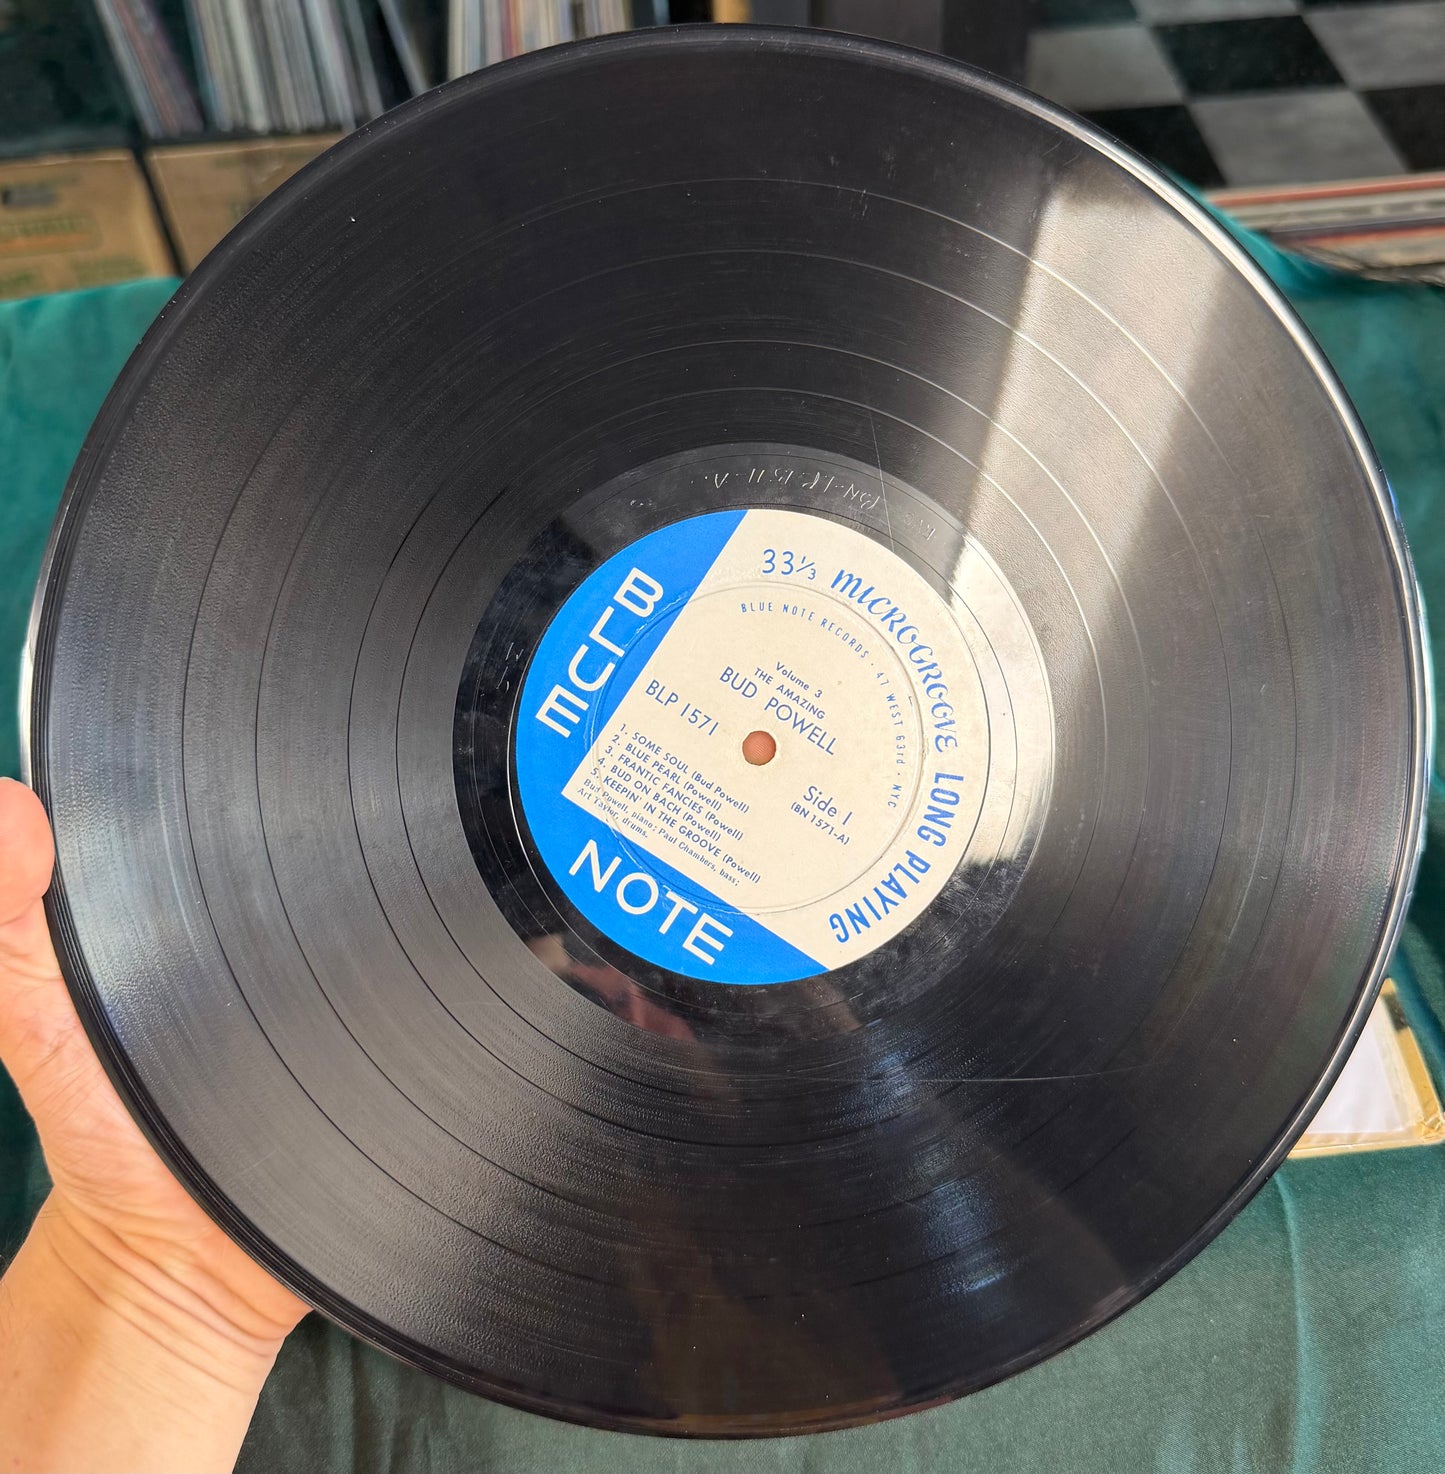 33⅓ MICROGROOVE LONG PLAYING
BLUE NOTE RECORDS · 47 WEST 63rd · NYC
BLUE
NOTE
Volume 3
THE AMAZING
BUD POWELL
BLP 1571
Side 1
(BN 1571-A)
1. SOME SOUL (Bud Powell)
2. BLUE PEARL (Powell)
3. FRANTIC FANCIES (Powell)
4. BUD ON BACH (Powell)
5. KEEPIN' IN THE GROOVE (Powell)
Bud Powell, piano; Paul Chambers, bass;
Art Taylor, drums.